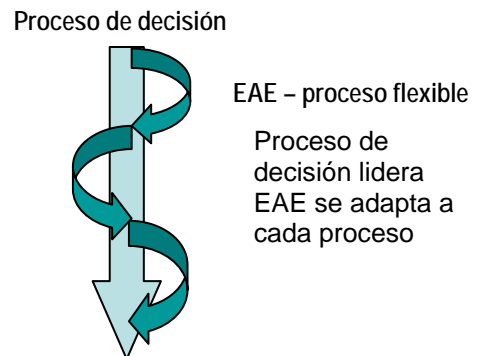 Proceso de decisión
EAE – proceso flexible
Proceso de
decisión lidera
EAE se adapta a
cada proceso